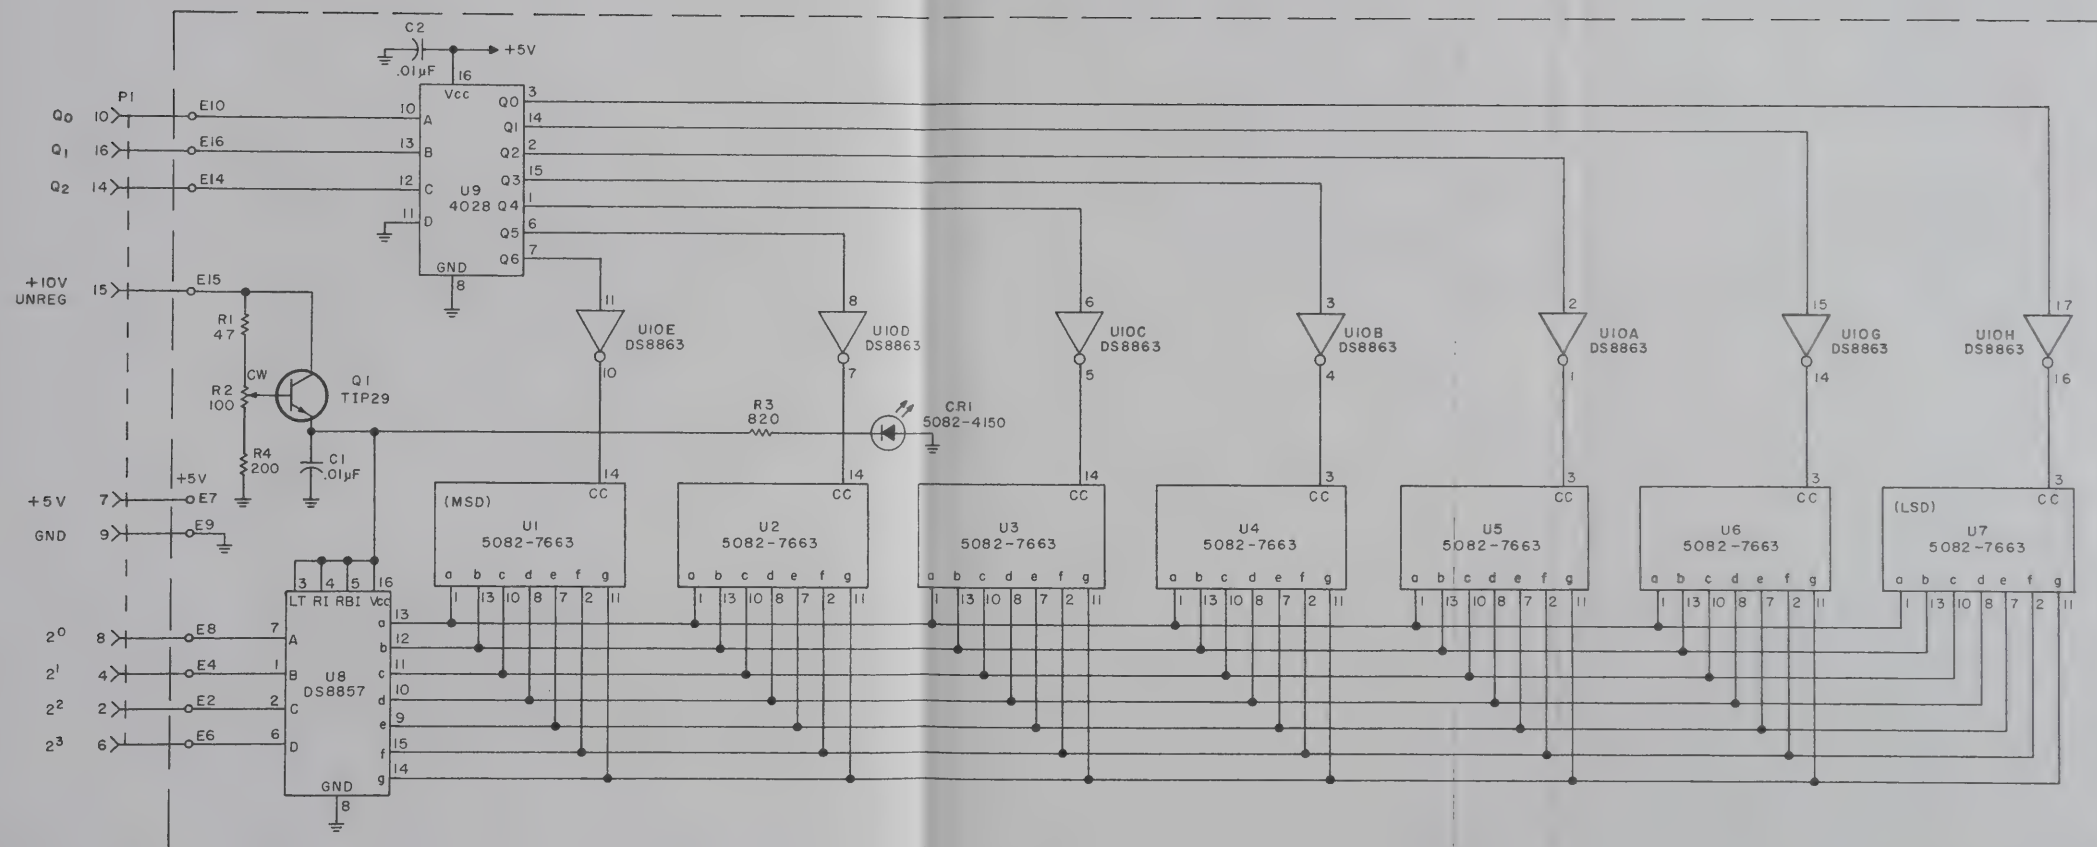 C2
.01µF
+5V
16
Vcc
P1
Q0 10 E10 10 A
Q1 16 E16 13 B
Q2 14 E14 12 C
11 D
U9
4028
GND
8
Q0 3
Q1 14
Q2 2
Q3 15
Q4 1
Q5 6
Q6 7
+10V
UNREG
15 E15
R1
47
CW
R2
100
Q1
TIP29
R4
200
C1
.01µF
R3
820
CR1
5082-4150
11
U10E
DS8863
10
8
U10D
DS8863
7
6
U10C
DS8863
5
3
U10B
DS8863
4
2
U10A
DS8863
1
15
U10G
DS8863
14
17
U10H
DS8863
16
+5V 7 E7
+5V
GND 9 E9
14
CC
(MSD)
U1
5082-7663
a b c d e f g
1 13 10 8 7 2 11
14
CC
U2
5082-7663
a b c d e f g
1 13 10 8 7 2 11
14
CC
U3
5082-7663
a b c d e f g
1 13 10 8 7 2 11
3
CC
U4
5082-7663
a b c d e f g
1 13 10 8 7 2 11
3
CC
U5
5082-7663
a b c d e f g
1 13 10 8 7 2 11
3
CC
U6
5082-7663
a b c d e f g
1 13 10 8 7 2 11
3
CC
(LSD)
U7
5082-7663
a b c d e f g
1 13 10 8 7 2 11
3 4 5 16
LT RI RBI Vcc
2⁰ 8 E8 7 A
2¹ 4 E4 1 B
2² 2 E2 2 C
2³ 6 E6 6 D
U8
DS8857
GND
8
a 13
b 12
c 11
d 10
e 9
f 15
g 14